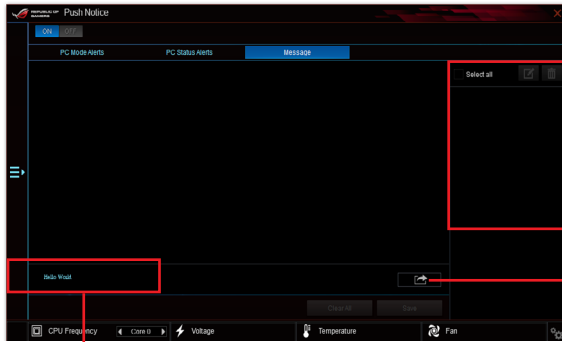 REPUBLIC OF GAMERS Push Notice
ON OFF
PC Mode Alerts PC Status Alerts Message
Select all
Hello World
Clear All Save
CPU Frequency Core 0 Voltage Temperature Fan